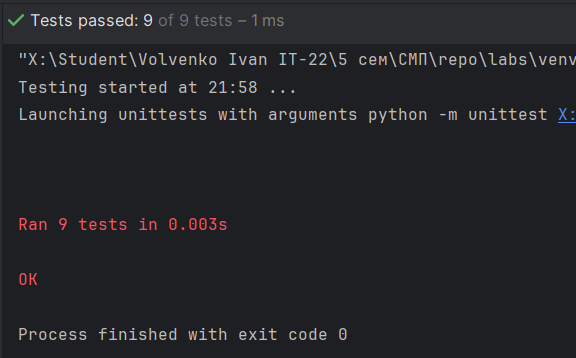 Tests passed: 9 of 9 tests – 1 ms
"X:\Student\Volvenko Ivan IT-22\5 сем\СМП\repo\labs\venv
Testing started at 21:58 ...
Launching unittests with arguments python -m unittest X:
Ran 9 tests in 0.003s
OK
Process finished with exit code 0